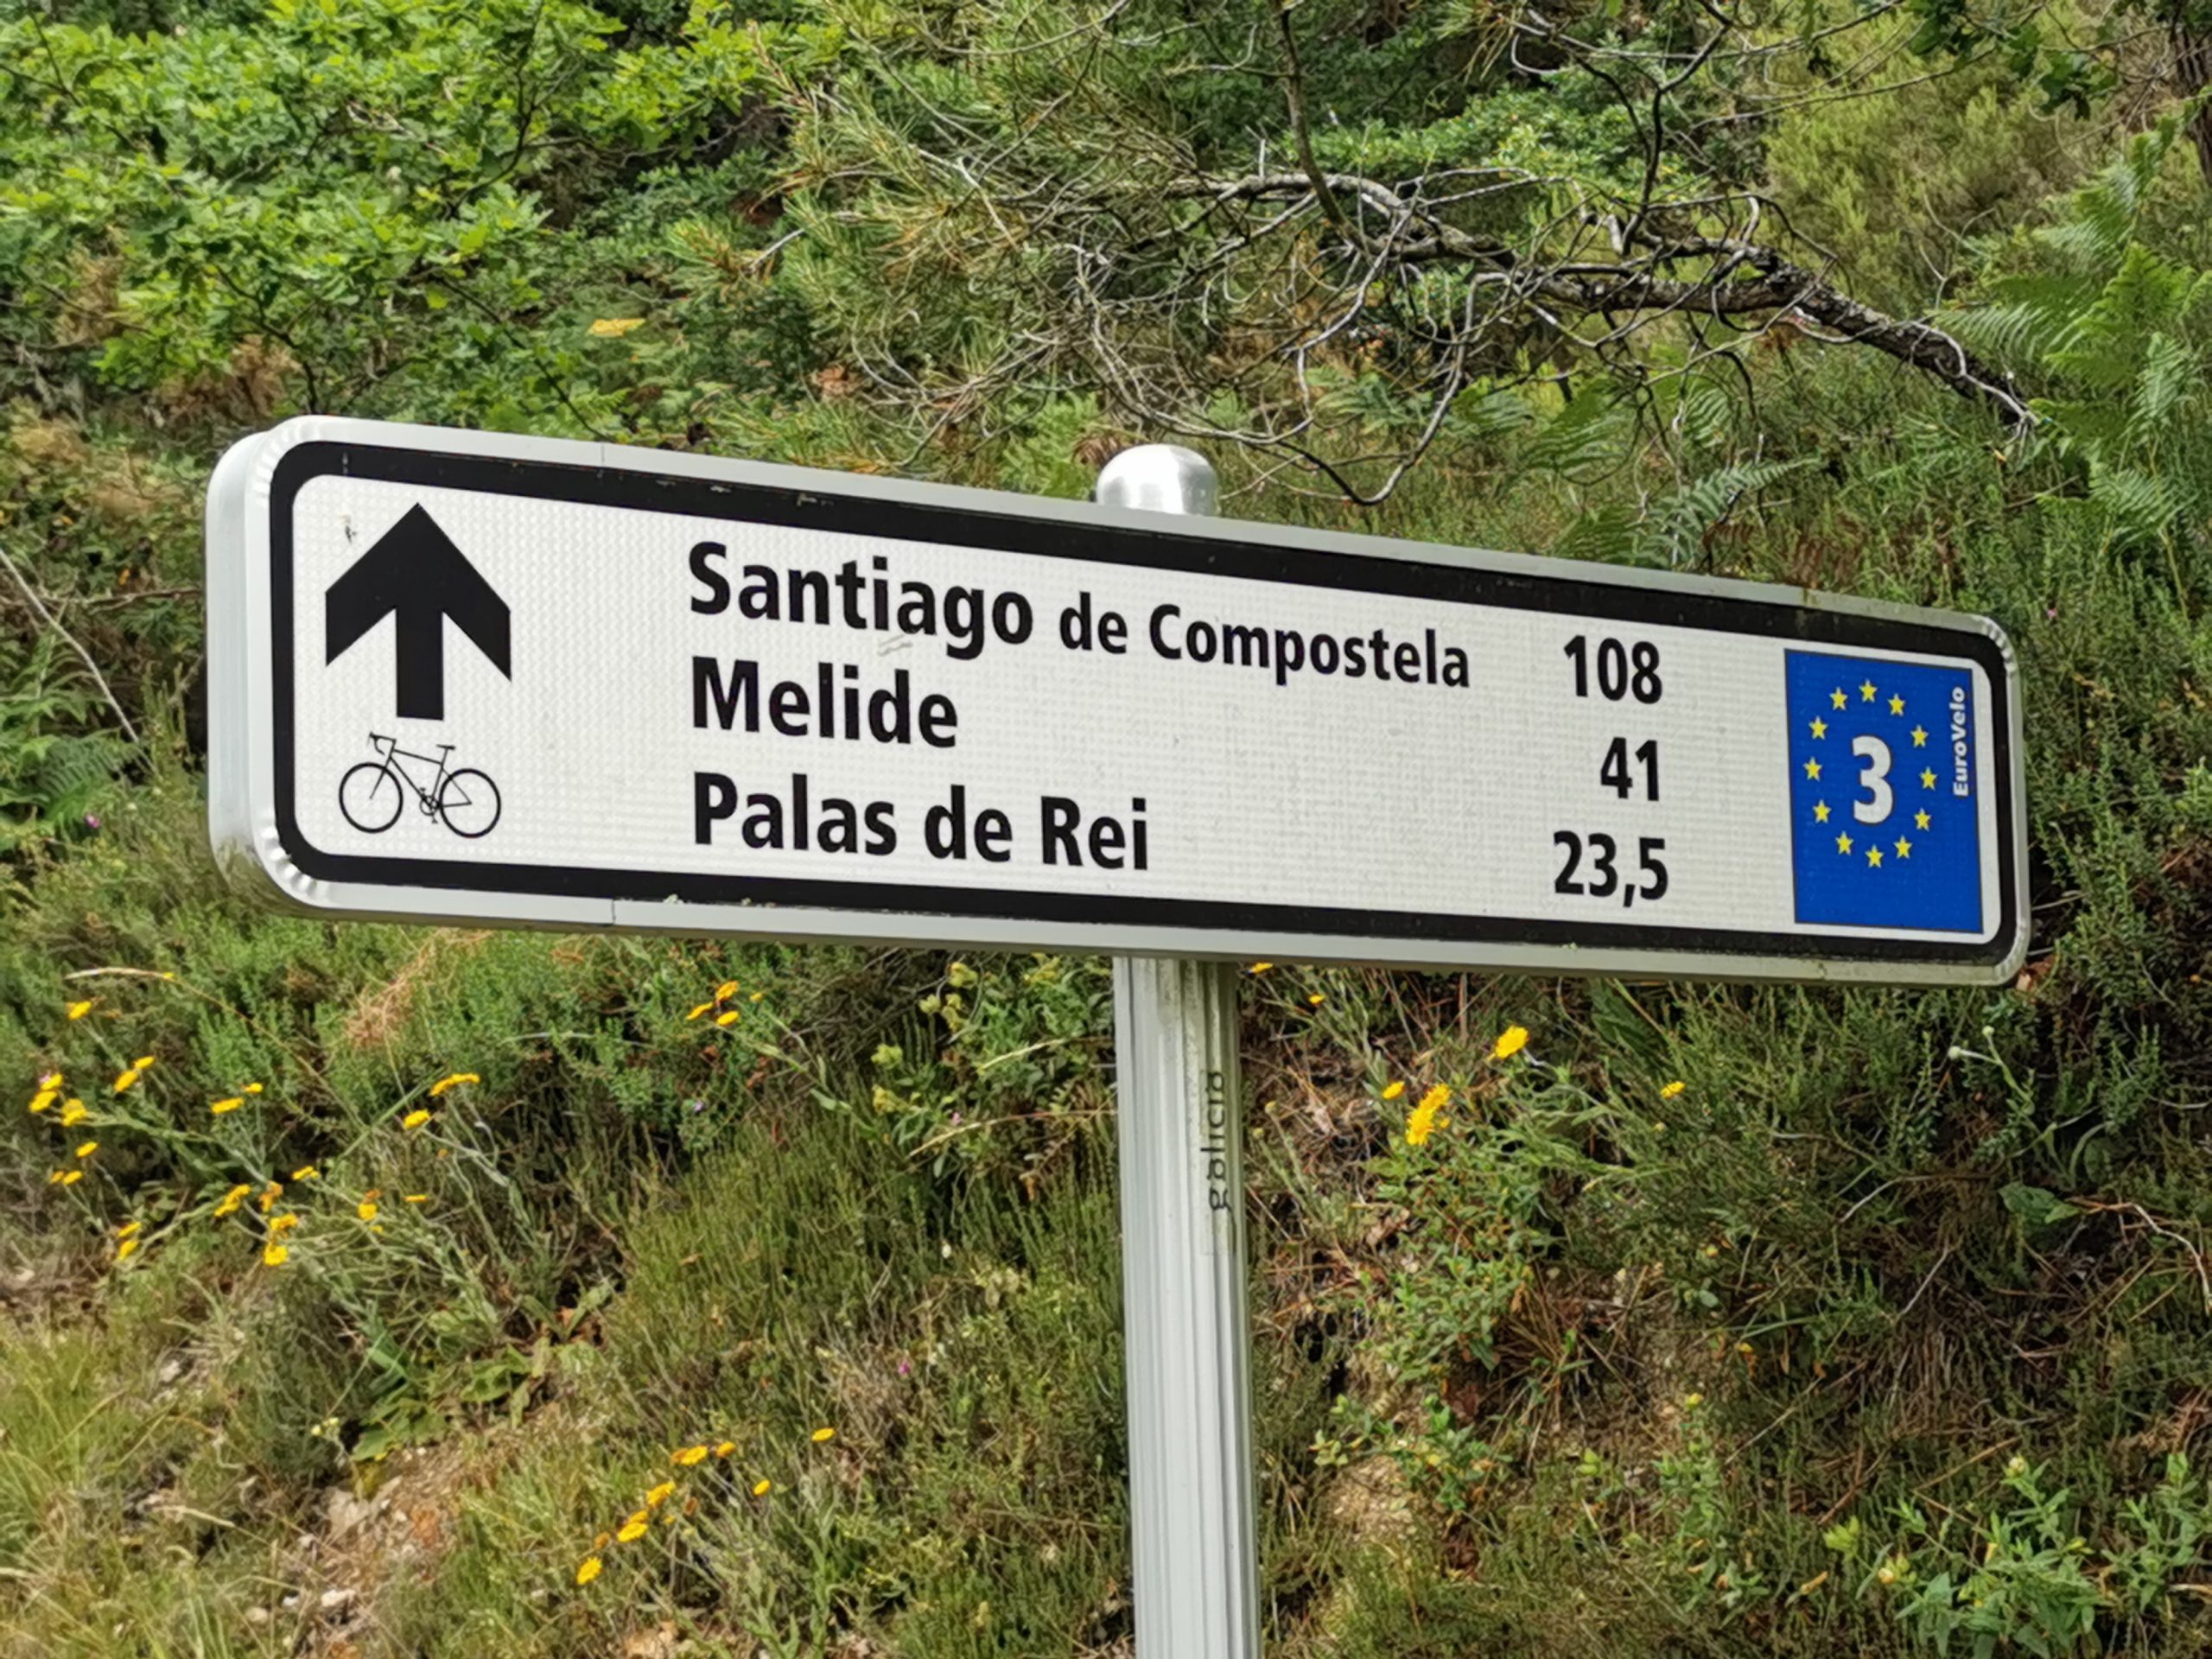 Santiago de Compostela 108
Melide 41
Palas de Rei 23,5
3
EuroVelo
galicia